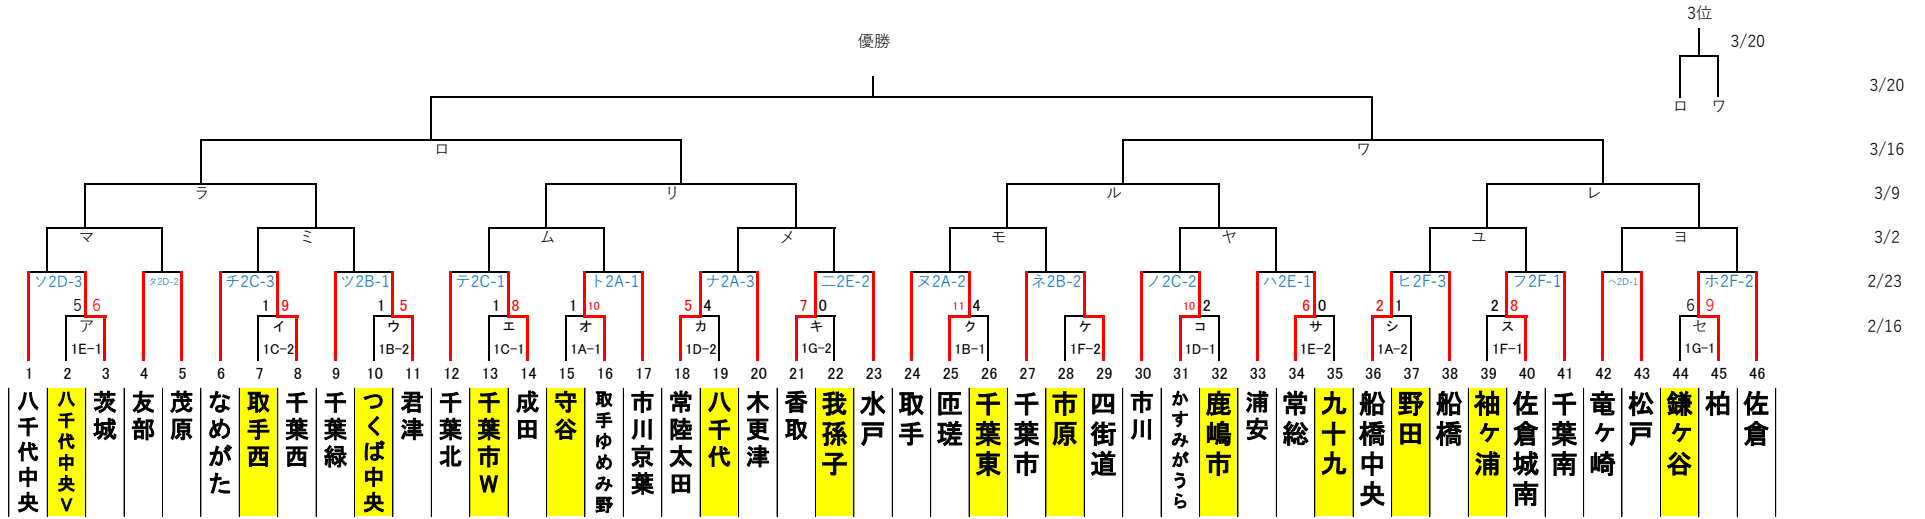 3位
優勝
3/20
3/20
ロ ワ
ロ ワ 3/16
ラ リ ル レ 3/9
マ ミ ム メ モ ヤ ユ ヨ 3/2
ソ2D-3 タ2D-2 チ2C-3 ツ2B-1 テ2C-1 ト2A-1 ナ2A-3 ニ2E-2 ヌ2A-2 ネ2B-2 ノ2C-2 ハ2E-1 ヒ2F-3 フ2F-1 ヘ2D-1 ホ2F-2 2/23
5 6 1 9 1 5 1 8 1 10 5 4 7 0 11 4 10 2 6 0 2 1 2 8 6 9
ア イ ウ エ オ カ キ ク ケ コ サ シ ス セ 2/16
1E-1 1C-2 1B-2 1C-1 1A-1 1D-2 1G-2 1B-1 1F-2 1D-1 1E-2 1A-2 1F-1 1G-1
1 2 3 4 5 6 7 8 9 10 11 12 13 14 15 16 17 18 19 20 21 22 23 24 25 26 27 28 29 30 31 32 33 34 35 36 37 38 39 40 41 42 43 44 45 46
八千代中央
八千代中央V
茨城
友部
茂原
なめがた
取手西
千葉西
千葉緑
つくば中央
君津
千葉北
千葉市W
成田
守谷
取手ゆめみ野
市川京葉
常陸太田
八千代
木更津
香取
我孫子
水戸
取手
匝瑳
千葉東
千葉市
市原
四街道
市川
かすみがうら
鹿嶋市
浦安
常総
九十九
船橋中央
野田
船橋
袖ヶ浦
佐倉城南
千葉南
竜ヶ崎
松戸
鎌ヶ谷
柏
佐倉